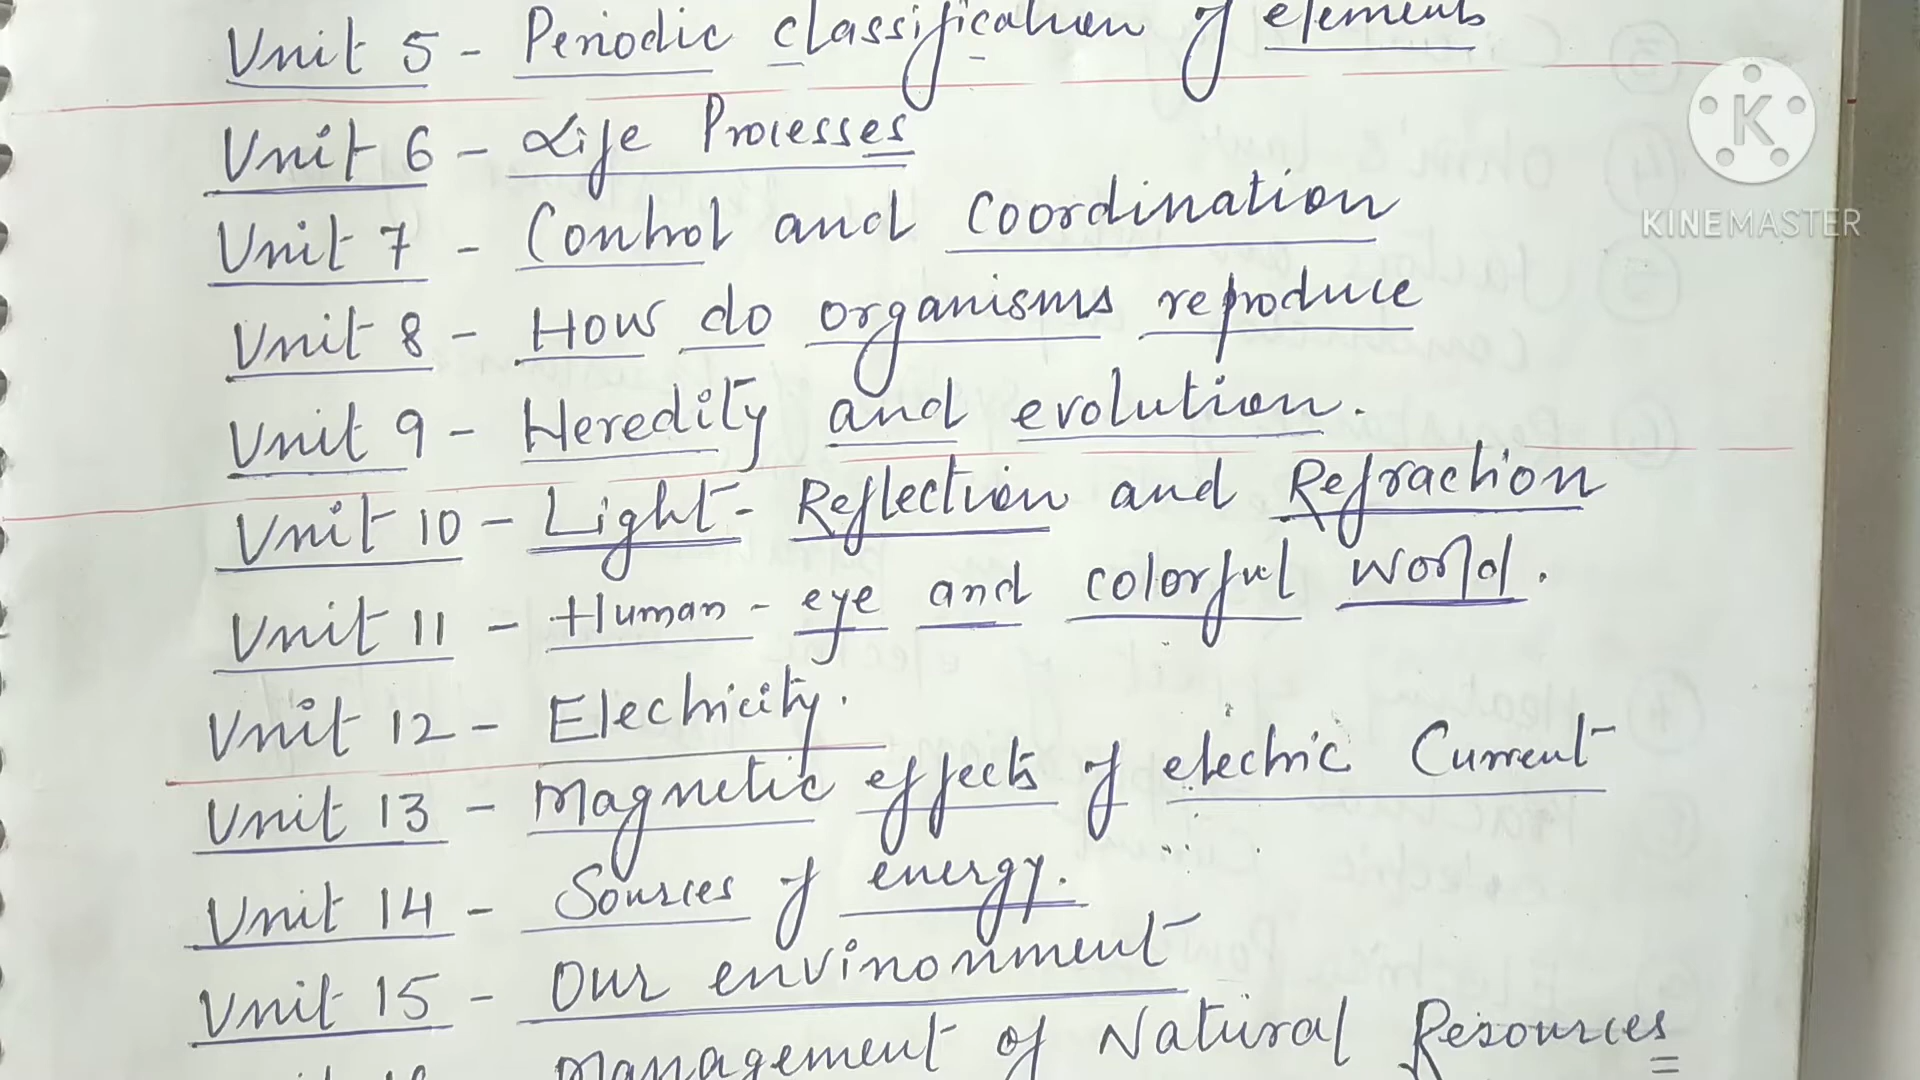 Unit 5 - Periodic classification of elements
Unit 6 - Life Processes
Unit 7 - Control and coordination
Unit 8 - How do organisms reproduce
Unit 9 - Heredity and evolution.
Unit 10 - Light - Reflection and Refraction
Unit 11 - Human - eye and colorful world.
Unit 12 - Electricity.
Unit 13 - Magnetic effects of electric Current
Unit 14 - Sources of energy.
Unit 15 - Our environment
Management of Natural Resources
K
KINEMASTER